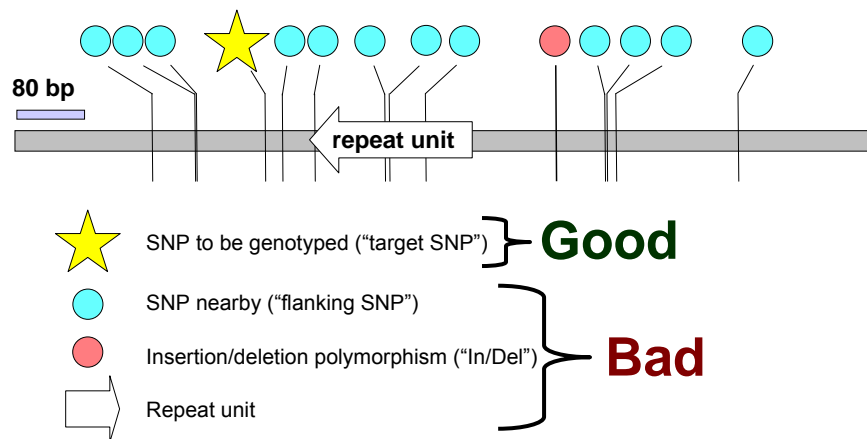 80 bp
repeat unit
SNP to be genotyped (“target SNP”)
Good
SNP nearby (“flanking SNP”)
Insertion/deletion polymorphism (“In/Del”)
Bad
Repeat unit